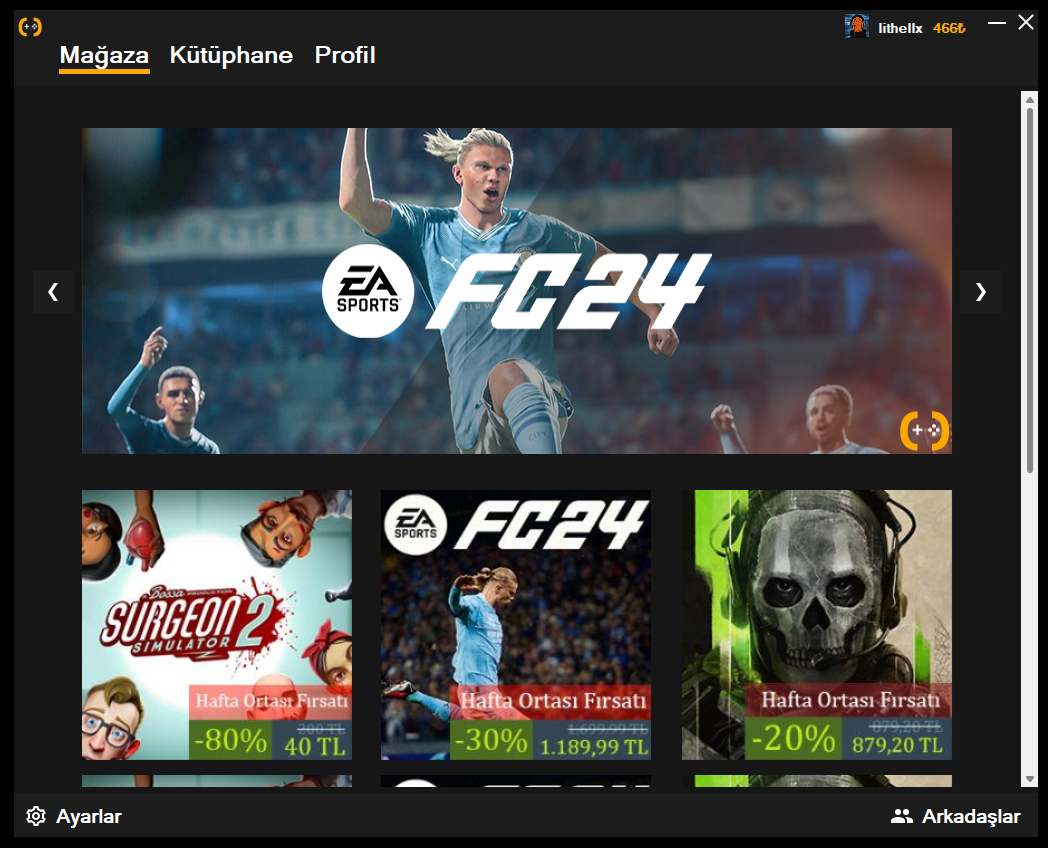 lithellx 466₺
Mağaza Kütüphane Profil
EA SPORTS FC24
CITY
Bossa PRODUCTION
SURGEON SIMULATOR 2
Hafta Ortası Fırsatı
-80% 200 TL
40 TL
EA SPORTS FC24
Hafta Ortası Fırsatı
-30% 1.699,99 TL
1.189,99 TL
Hafta Ortası Fırsatı
-20% 879,20 TL
879,20 TL
Ayarlar
Arkadaşlar